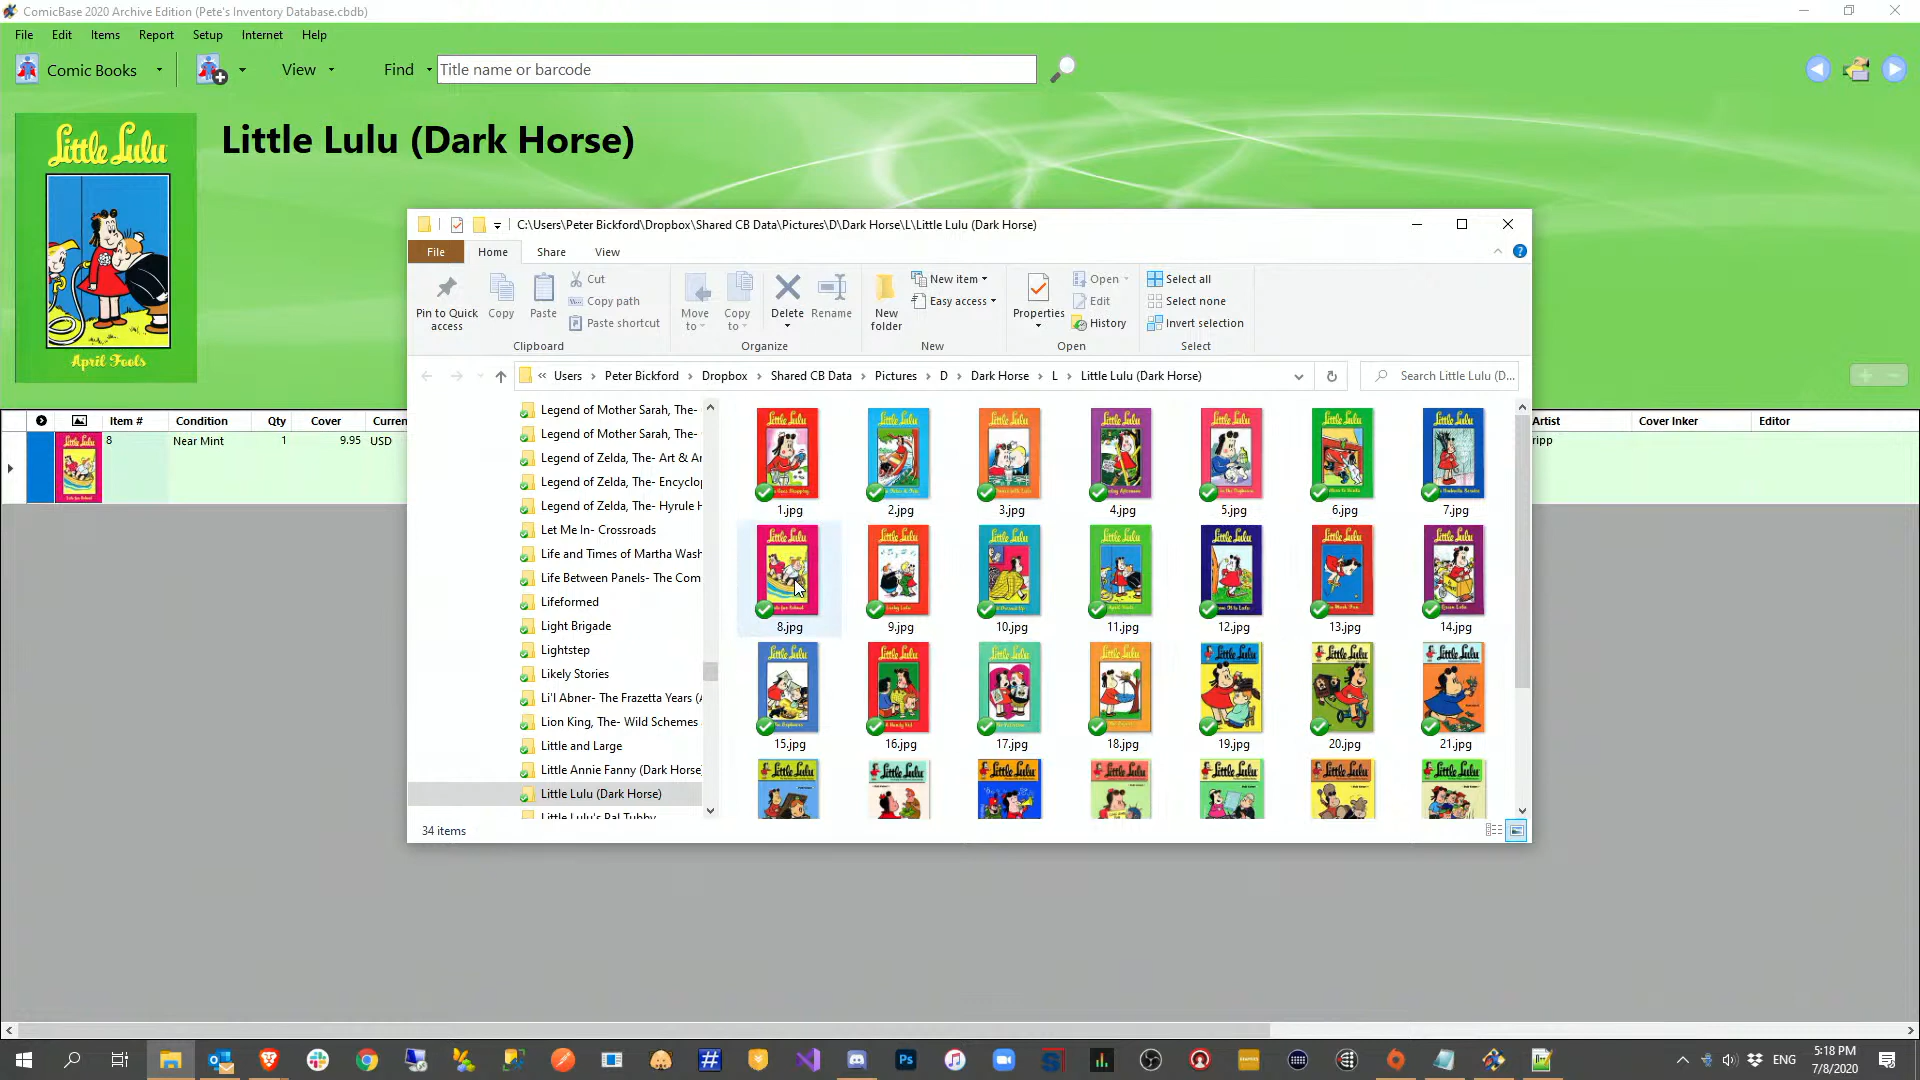 ComicBase 2020 Archive Edition (Pete's Inventory Database.cbdb)
File Edit Items Report Setup Internet Help
Comic Books View Find Title name or barcode
Little Lulu (Dark Horse)
Little Lulu
April Fools
C:\Users\Peter Bickford\Dropbox\Shared CB Data\Pictures\D\Dark Horse\L\Little Lulu (Dark Horse)
File Home Share View
Pin to Quick access
Copy
Paste
Cut
Copy path
Paste shortcut
Clipboard
Move to
Copy to
Delete
Rename
Organize
New folder
New item
Easy access
New
Properties
Open
Edit
History
Open
Select all
Select none
Invert selection
Select
« Users › Peter Bickford › Dropbox › Shared CB Data › Pictures › D › Dark Horse › L › Little Lulu (Dark Horse)
Search Little Lulu (D...
Item # Condition Qty Cover Curren
8 Near Mint 1 9.95 USD
Artist Cover Inker Editor
ripp
Legend of Mother Sarah, The-
Legend of Mother Sarah, The-
Legend of Zelda, The- Art & Ar
Legend of Zelda, The- Encyclop
Legend of Zelda, The- Hyrule H
Let Me In- Crossroads
Life and Times of Martha Wash
Life Between Panels- The Com
Lifeformed
Light Brigade
Lightstep
Likely Stories
Li'l Abner- The Frazetta Years (
Lion King, The- Wild Schemes
Little and Large
Little Annie Fanny (Dark Horse)
Little Lulu (Dark Horse)
Little Lulu's Pal Tubby
1.jpg 2.jpg 3.jpg 4.jpg 5.jpg 6.jpg 7.jpg
8.jpg 9.jpg 10.jpg 11.jpg 12.jpg 13.jpg 14.jpg
15.jpg 16.jpg 17.jpg 18.jpg 19.jpg 20.jpg 21.jpg
34 items
ENG
5:18 PM
7/8/2020